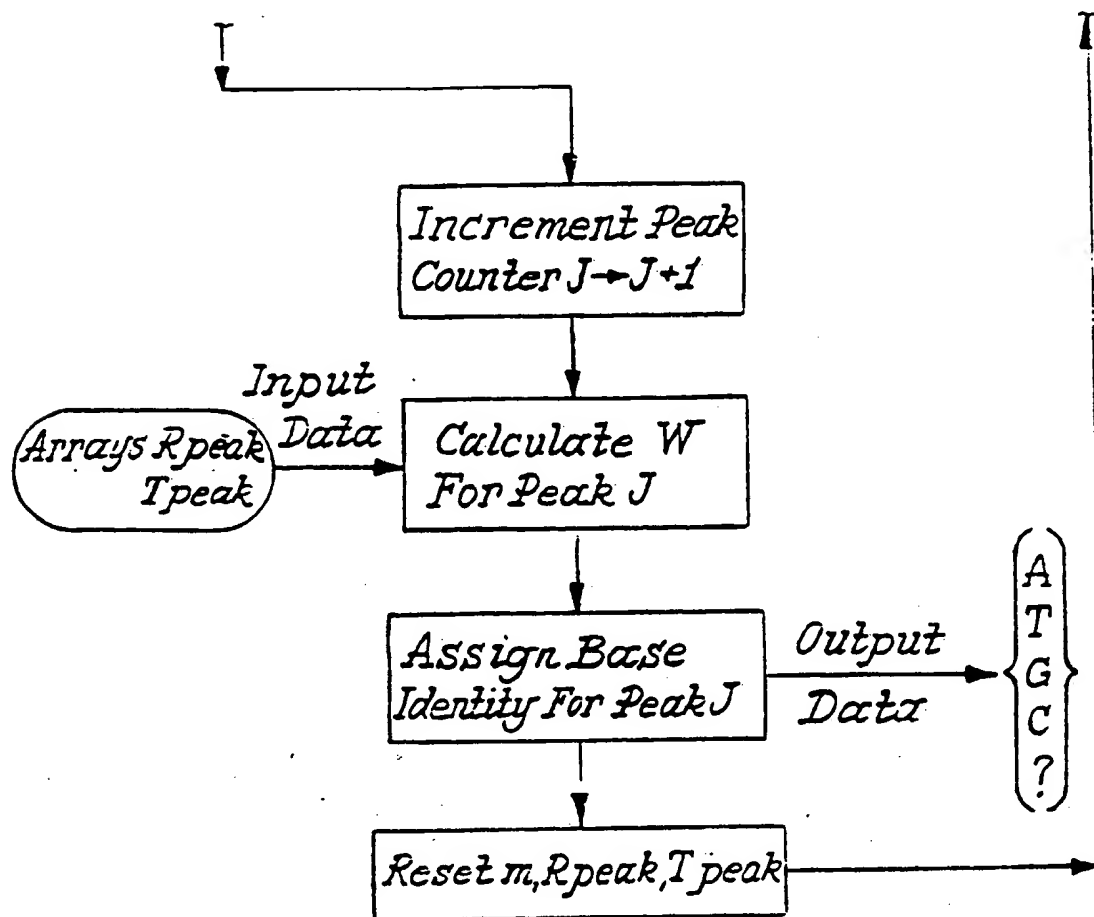 Increment Peak
Counter J→J+1
Input
Data
Arrays Rpeak
Tpeak
Calculate W
For Peak J
Assign Base
Identity For Peak J
Output
Data
A
T
G
C
?
Reset m, Rpeak, Tpeak